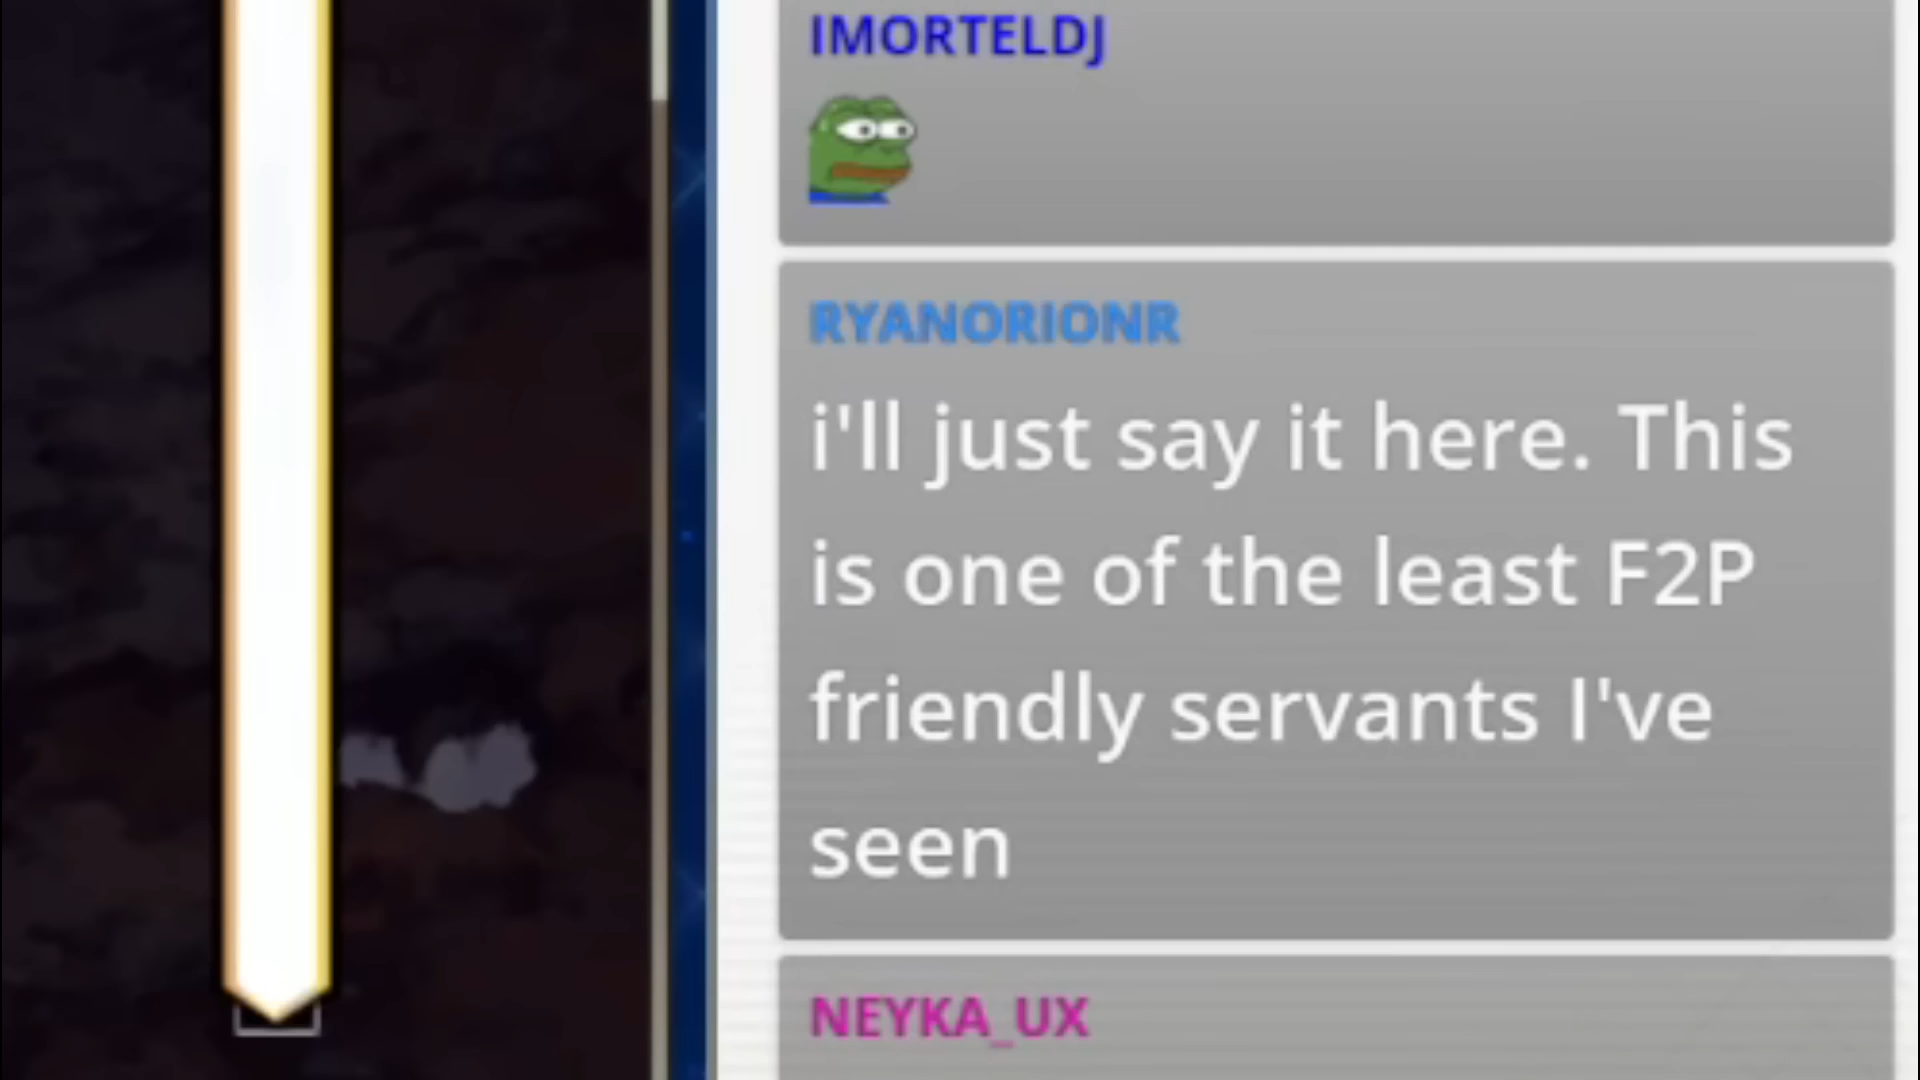 IMORTELDJ
RYANORIONR
i'll just say it here. This
is one of the least F2P
friendly servants I've
seen
NEYKA_UX